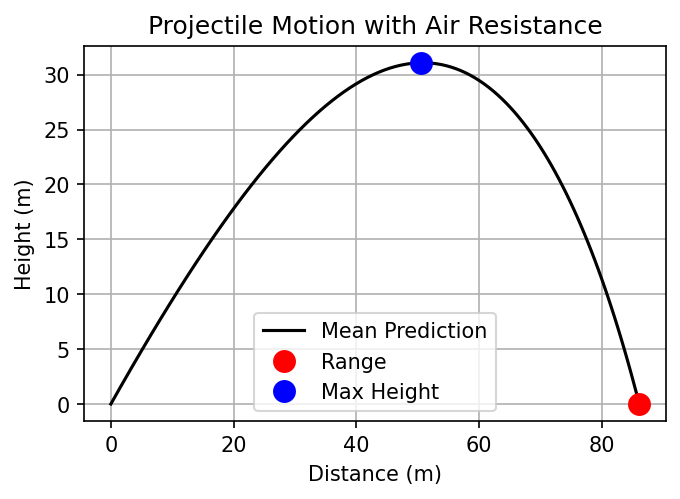 Projectile Motion with Air Resistance
Height (m)
30
25
20
15
10
5
0
Mean Prediction
Range
Max Height
0 20 40 60 80
Distance (m)